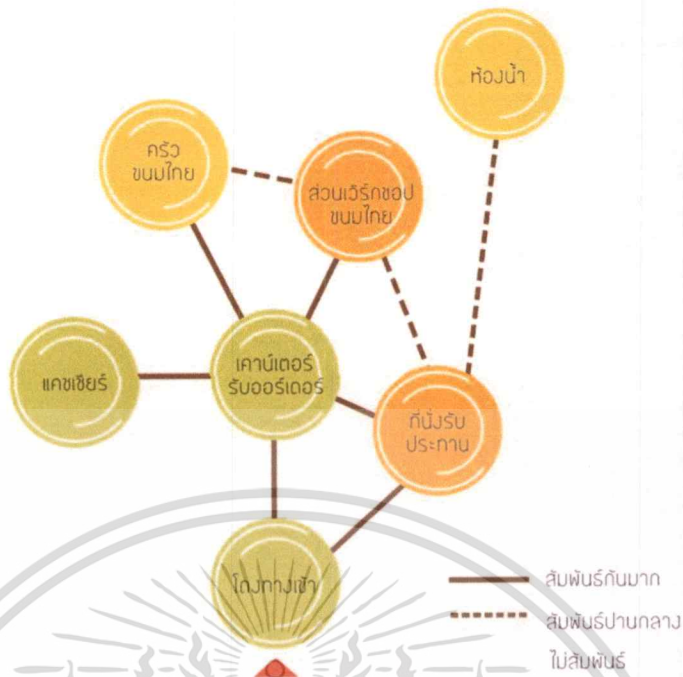 ห้องน้ำ
ครัว
ขนมไทย
ส่วนเวิร์กชอป
ขนมไทย
เคาน์เตอร์
รับออร์เดอร์
แคชเชียร์
ที่นั่งรับ
ประทาน
โถงทางเข้า
สัมพันธ์กันมาก
สัมพันธ์ปานกลาง
ไม่สัมพันธ์